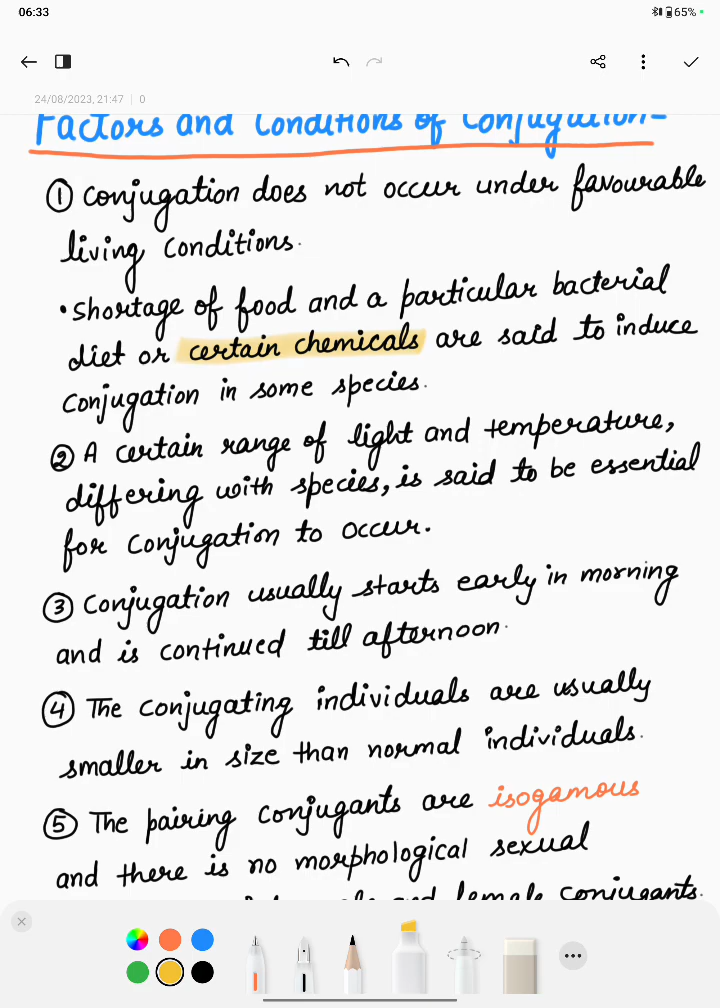 06:33
65%
24/08/2023, 21:47 | 0
Factors and Conditions of Conjugation-
① Conjugation does not occur under favourable
living conditions.
• Shortage of food and a particular bacterial
diet or certain chemicals are said to induce
conjugation in some species.
② A certain range of light and temperature,
differing with species, is said to be essential
for conjugation to occur.
③ Conjugation usually starts early in morning
and is continued till afternoon.
④ The conjugating individuals are usually
smaller in size than normal individuals.
⑤ The pairing conjugants are isogamous
and there is no morphological sexual
and female conjugants.